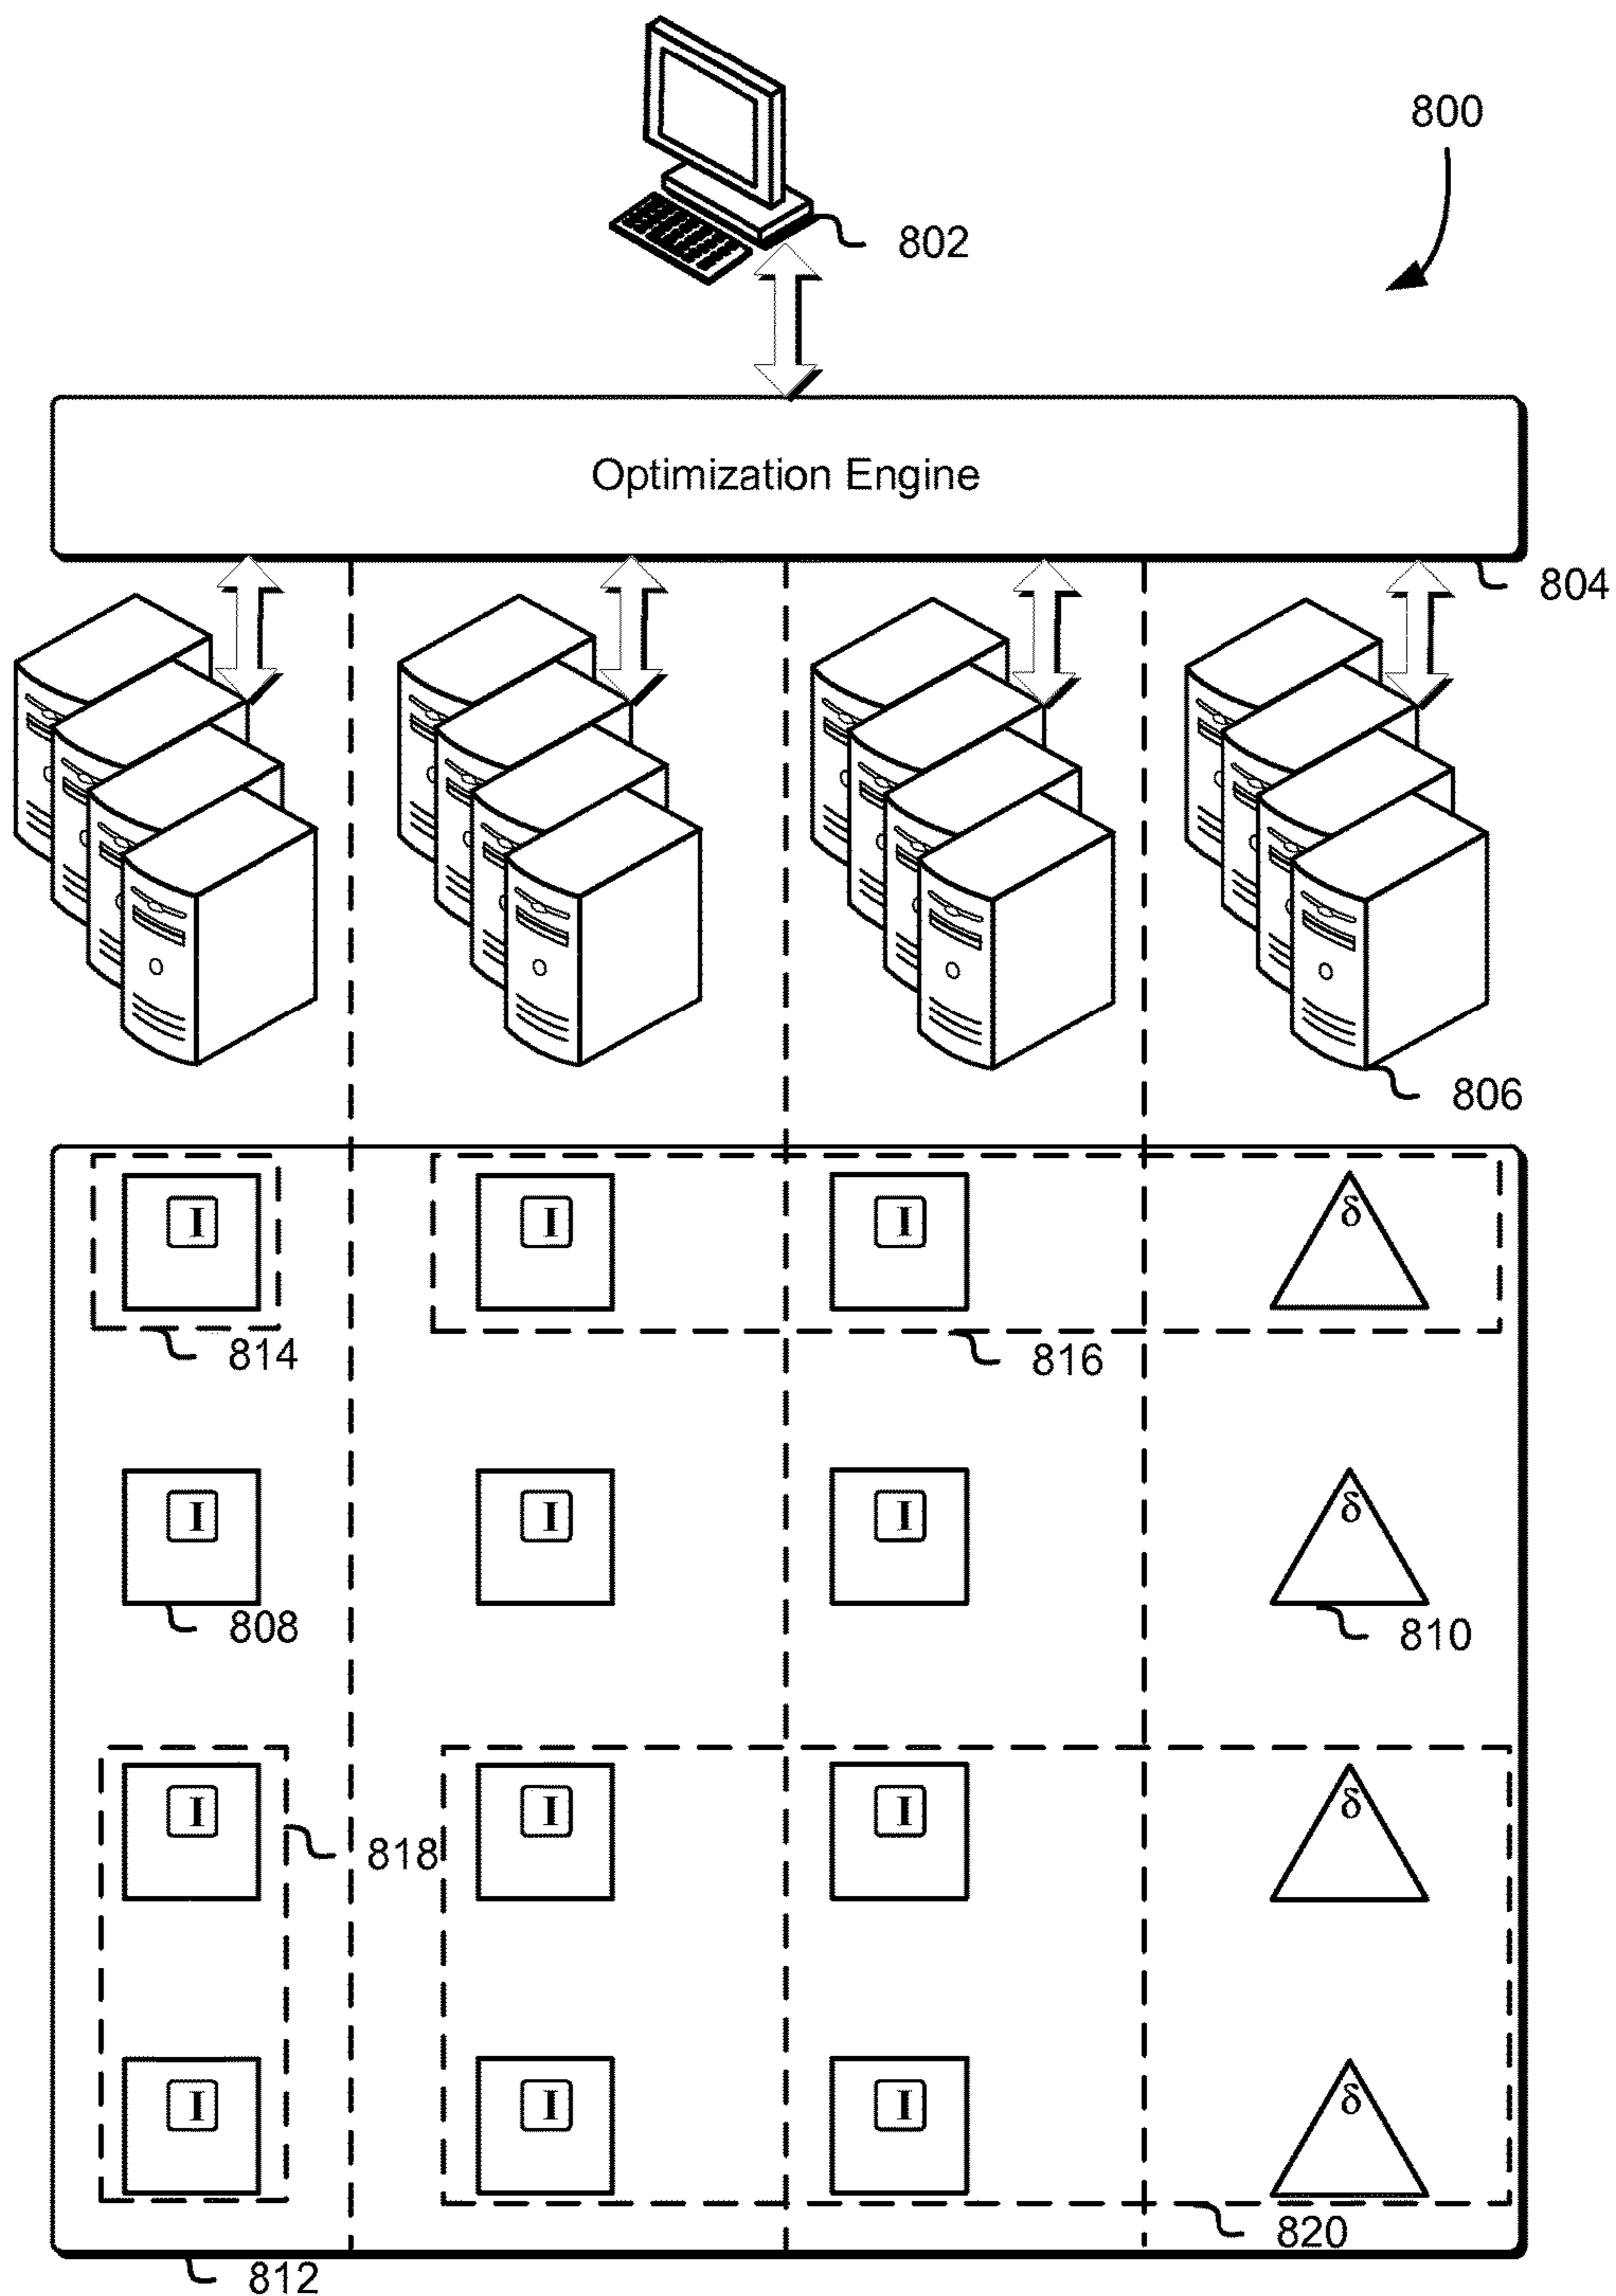 800
802
Optimization Engine
804
806
I I I δ
814 816
I I I δ
808 810
I I I δ
818
I I I δ
820
812